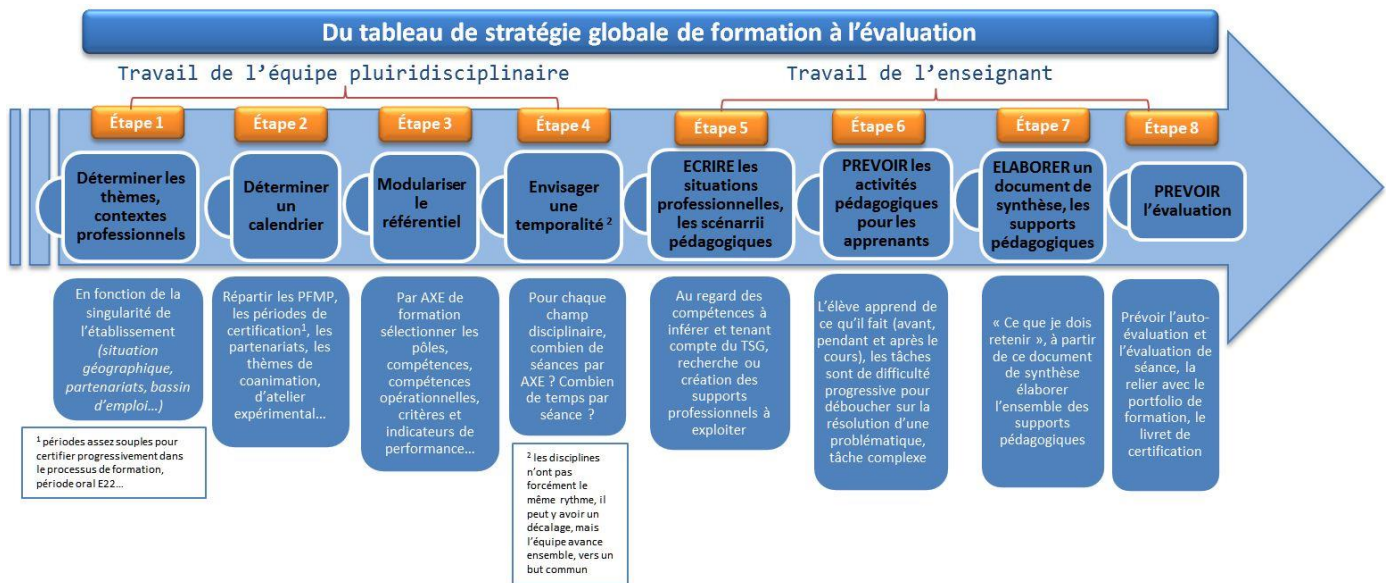 Du tableau de stratégie globale de formation à l'évaluation
Travail de l'équipe pluridisciplinaire
Travail de l'enseignant
Étape 1
Étape 2
Étape 3
Étape 4
Étape 5
Étape 6
Étape 7
Étape 8
Déterminer les
thèmes,
contextes
professionnels
Déterminer
un
calendrier
Modulariser
le
référentiel
Envisager
une
temporalité ²
ECRIRE les
situations
professionnelles,
les scénarrii
pédagogiques
PREVOIR les
activités
pédagogiques
pour les
apprenants
ELABORER un
document de
synthèse, les
supports
pédagogiques
PREVOIR
l'évaluation
En fonction de la
singularité de
l'établissement
(situation
géographique,
partenariats, bassin
d'emploi…)
Répartir les PFMP,
les périodes de
certification¹, les
partenariats, les
thèmes de
coanimation,
d'atelier
expérimental…
Par AXE de
formation
sélectionner les
pôles,
compétences,
compétences
opérationnelles,
critères et
indicateurs de
performance…
Pour chaque
champ
disciplinaire,
combien de
séances par
AXE ? Combien
de temps par
séance ?
Au regard des
compétences à
inférer et tenant
compte du TSG,
recherche ou
création des
supports
professionnels à
exploiter
L'élève apprend de
ce qu'il fait (avant,
pendant et après le
cours), les tâches
sont de difficulté
progressive pour
déboucher sur la
résolution d'une
problématique,
tâche complexe
« Ce que je dois
retenir », à partir
de ce document
de synthèse
élaborer
l'ensemble des
supports
pédagogiques
Prévoir l'auto-
évaluation et
l'évaluation de
séance, la
relier avec le
portfolio de
formation, le
livret de
certification
¹ périodes assez souples pour
certifier progressivement dans
le processus de formation,
période oral E22…
² les disciplines
n'ont pas
forcément le
même rythme, il
peut y avoir un
décalage, mais
l'équipe avance
ensemble, vers un
but commun